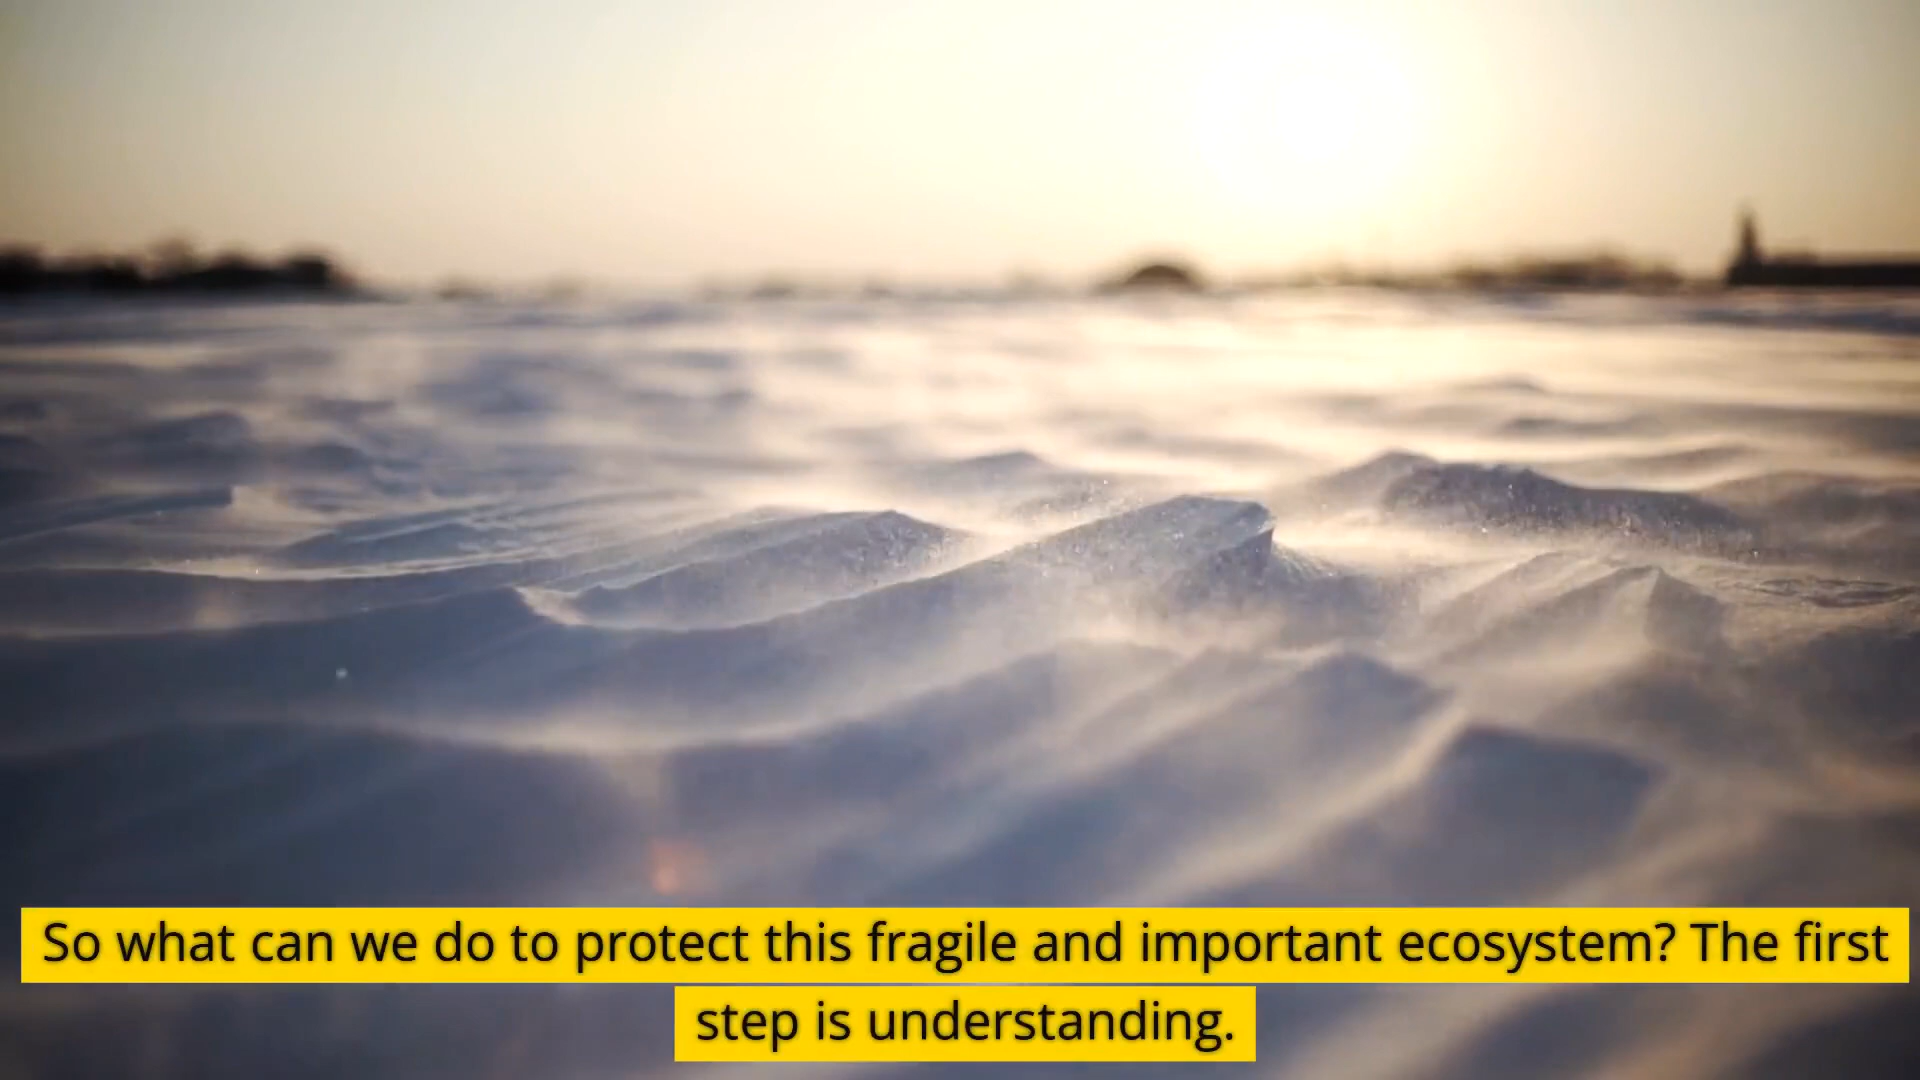 So what can we do to protect this fragile and important ecosystem? The first
step is understanding.